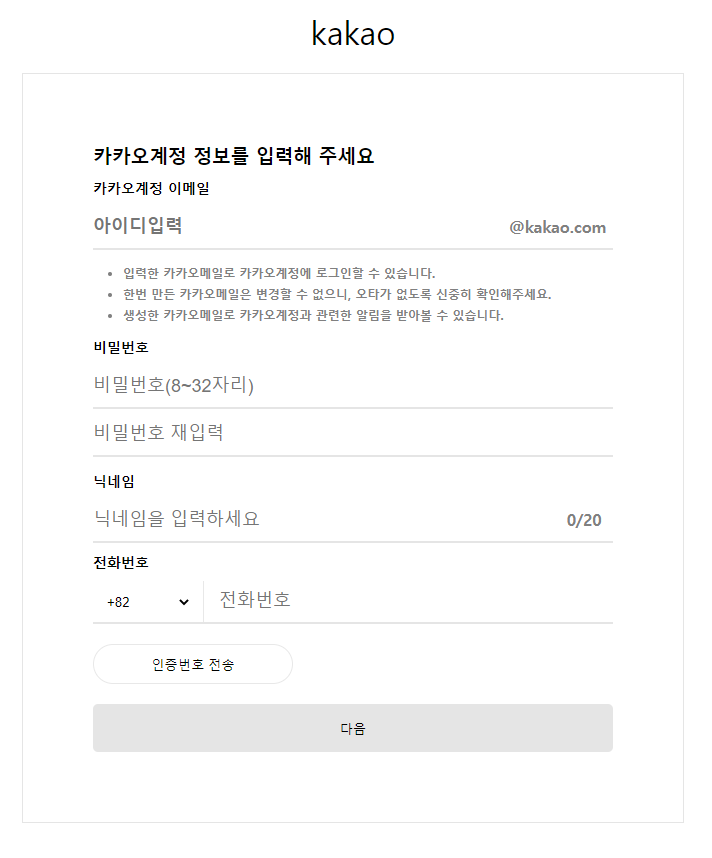 kakao
카카오계정 정보를 입력해 주세요
카카오계정 이메일
아이디입력 @kakao.com
입력한 카카오메일로 카카오계정에 로그인할 수 있습니다.
한번 만든 카카오메일은 변경할 수 없으니, 오타가 없도록 신중히 확인해주세요.
생성한 카카오메일로 카카오계정과 관련한 알림을 받아볼 수 있습니다.
비밀번호
비밀번호(8~32자리)
비밀번호 재입력
닉네임
닉네임을 입력하세요 0/20
전화번호
+82 전화번호
인증번호 전송
다음